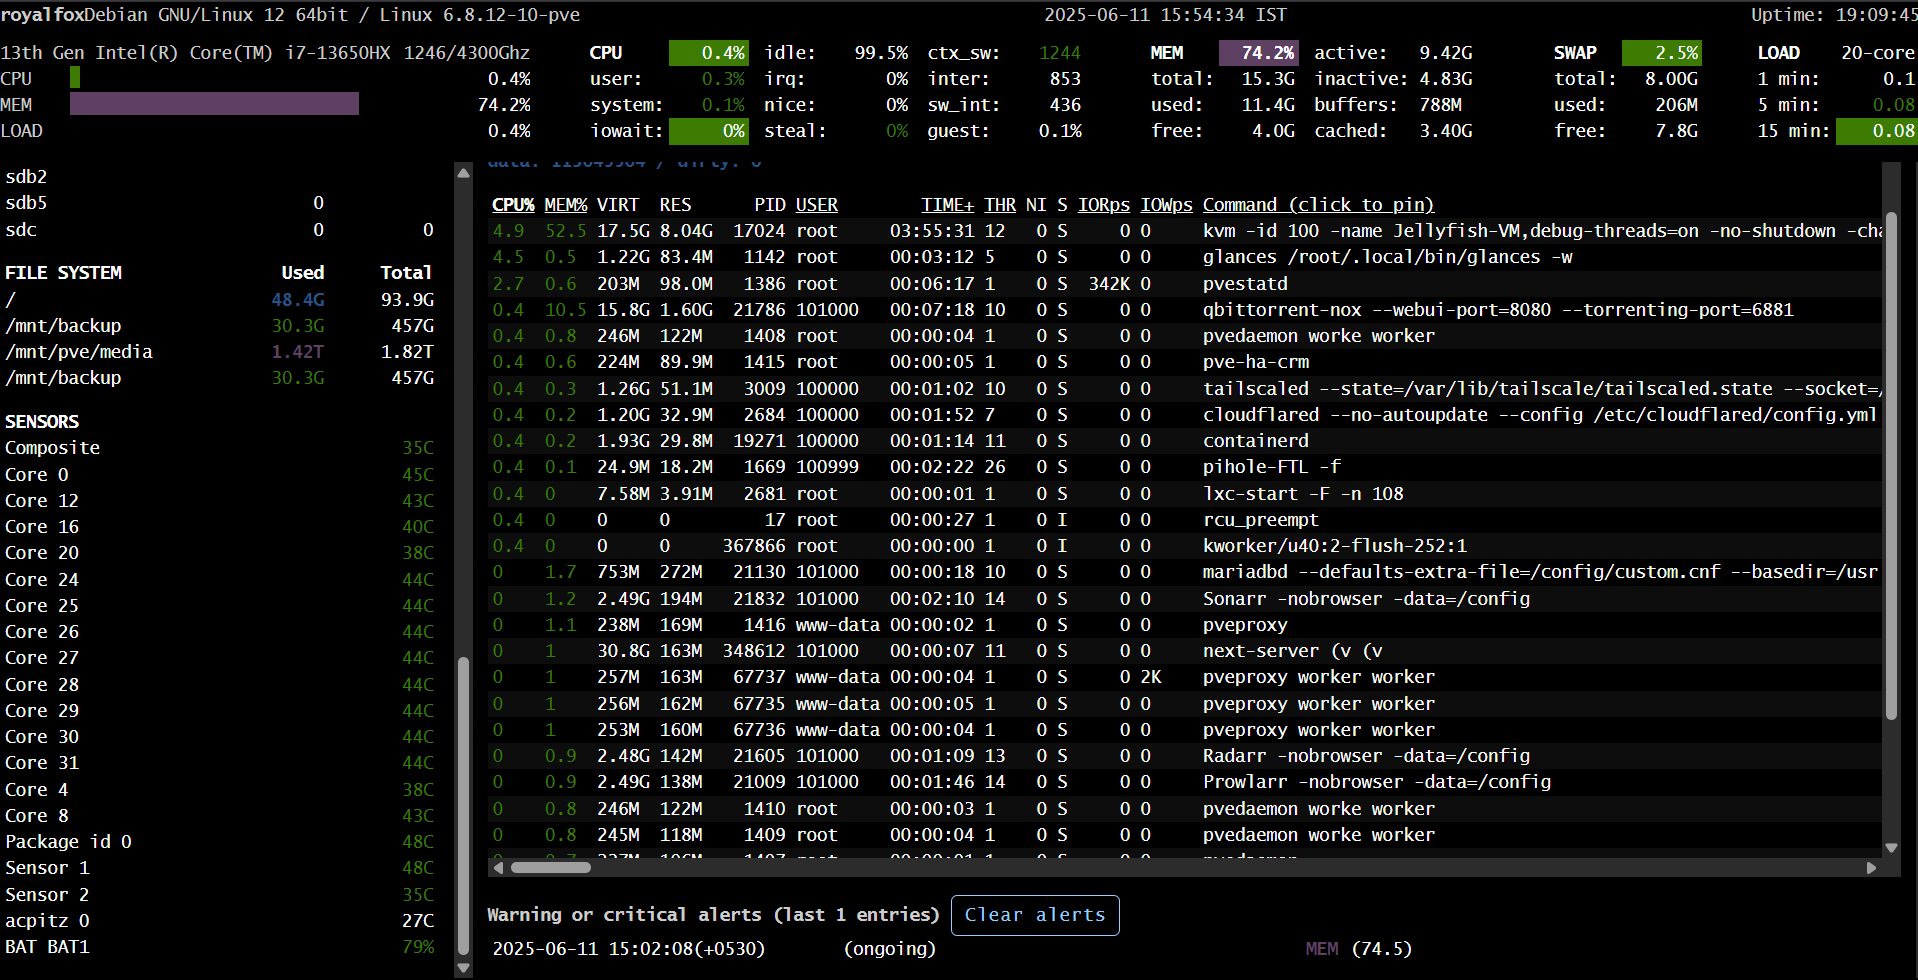 royalfoxDebian GNU/Linux 12 64bit / Linux 6.8.12-10-pve 2025-06-11 15:54:34 IST Uptime: 19:09:45
13th Gen Intel(R) Core(TM) i7-13650HX 1246/4300Ghz CPU 0.4% idle: 99.5% ctx_sw: 1244 MEM 74.2% active: 9.42G SWAP 2.5% LOAD 20-core
CPU 0.4% user: 0.3% irq: 0% inter: 853 total: 15.3G inactive: 4.83G total: 8.00G 1 min: 0.1
MEM 74.2% system: 0.1% nice: 0% sw_int: 436 used: 11.4G buffers: 788M used: 206M 5 min: 0.08
LOAD 0.4% iowait: 0% steal: 0% guest: 0.1% free: 4.0G cached: 3.40G free: 7.8G 15 min: 0.08
sdb2
sdb5 0
sdc 0 0
FILE SYSTEM Used Total
/ 48.4G 93.9G
/mnt/backup 30.3G 457G
/mnt/pve/media 1.42T 1.82T
/mnt/backup 30.3G 457G
SENSORS
Composite 35C
Core 0 45C
Core 12 43C
Core 16 40C
Core 20 38C
Core 24 44C
Core 25 44C
Core 26 44C
Core 27 44C
Core 28 44C
Core 29 44C
Core 30 44C
Core 31 44C
Core 4 38C
Core 8 43C
Package id 0 48C
Sensor 1 48C
Sensor 2 35C
acpitz 0 27C
BAT BAT1 79%
CPU% MEM% VIRT RES PID USER TIME+ THR NI S IORps IOWps Command (click to pin)
4.9 52.5 17.5G 8.04G 17024 root 03:55:31 12 0 S 0 0 kvm -id 100 -name Jellyfish-VM,debug-threads=on -no-shutdown -cha
4.5 0.5 1.22G 83.4M 1142 root 00:03:12 5 0 S 0 0 glances /root/.local/bin/glances -w
2.7 0.6 203M 98.0M 1386 root 00:06:17 1 0 S 342K 0 pvestatd
0.4 10.5 15.8G 1.60G 21786 101000 00:07:18 10 0 S 0 0 qbittorrent-nox --webui-port=8080 --torrenting-port=6881
0.4 0.8 246M 122M 1408 root 00:00:04 1 0 S 0 0 pvedaemon worke worker
0.4 0.6 224M 89.9M 1415 root 00:00:05 1 0 S 0 0 pve-ha-crm
0.4 0.3 1.26G 51.1M 3009 100000 00:01:02 10 0 S 0 0 tailscaled --state=/var/lib/tailscale/tailscaled.state --socket=/
0.4 0.2 1.20G 32.9M 2684 100000 00:01:52 7 0 S 0 0 cloudflared --no-autoupdate --config /etc/cloudflared/config.yml
0.4 0.2 1.93G 29.8M 19271 100000 00:01:14 11 0 S 0 0 containerd
0.4 0.1 24.9M 18.2M 1669 100999 00:02:22 26 0 S 0 0 pihole-FTL -f
0.4 0 7.58M 3.91M 2681 root 00:00:01 1 0 S 0 0 lxc-start -F -n 108
0.4 0 0 0 17 root 00:00:27 1 0 I 0 0 rcu_preempt
0.4 0 0 0 367866 root 00:00:00 1 0 I 0 0 kworker/u40:2-flush-252:1
0 1.7 753M 272M 21130 101000 00:00:18 10 0 S 0 0 mariadbd --defaults-extra-file=/config/custom.cnf --basedir=/usr
0 1.2 2.49G 194M 21832 101000 00:02:10 14 0 S 0 0 Sonarr -nobrowser -data=/config
0 1.1 238M 169M 1416 www-data 00:00:02 1 0 S 0 0 pveproxy
0 1 30.8G 163M 348612 101000 00:00:07 11 0 S 0 0 next-server (v (v
0 1 257M 163M 67737 www-data 00:00:04 1 0 S 0 2K pveproxy worker worker
0 1 256M 162M 67735 www-data 00:00:05 1 0 S 0 0 pveproxy worker worker
0 1 253M 160M 67736 www-data 00:00:04 1 0 S 0 0 pveproxy worker worker
0 0.9 2.48G 142M 21605 101000 00:01:09 13 0 S 0 0 Radarr -nobrowser -data=/config
0 0.9 2.49G 138M 21009 101000 00:01:46 14 0 S 0 0 Prowlarr -nobrowser -data=/config
0 0.8 246M 122M 1410 root 00:00:03 1 0 S 0 0 pvedaemon worke worker
0 0.8 245M 118M 1409 root 00:00:04 1 0 S 0 0 pvedaemon worke worker
Warning or critical alerts (last 1 entries) Clear alerts
2025-06-11 15:02:08(+0530) (ongoing) MEM (74.5)